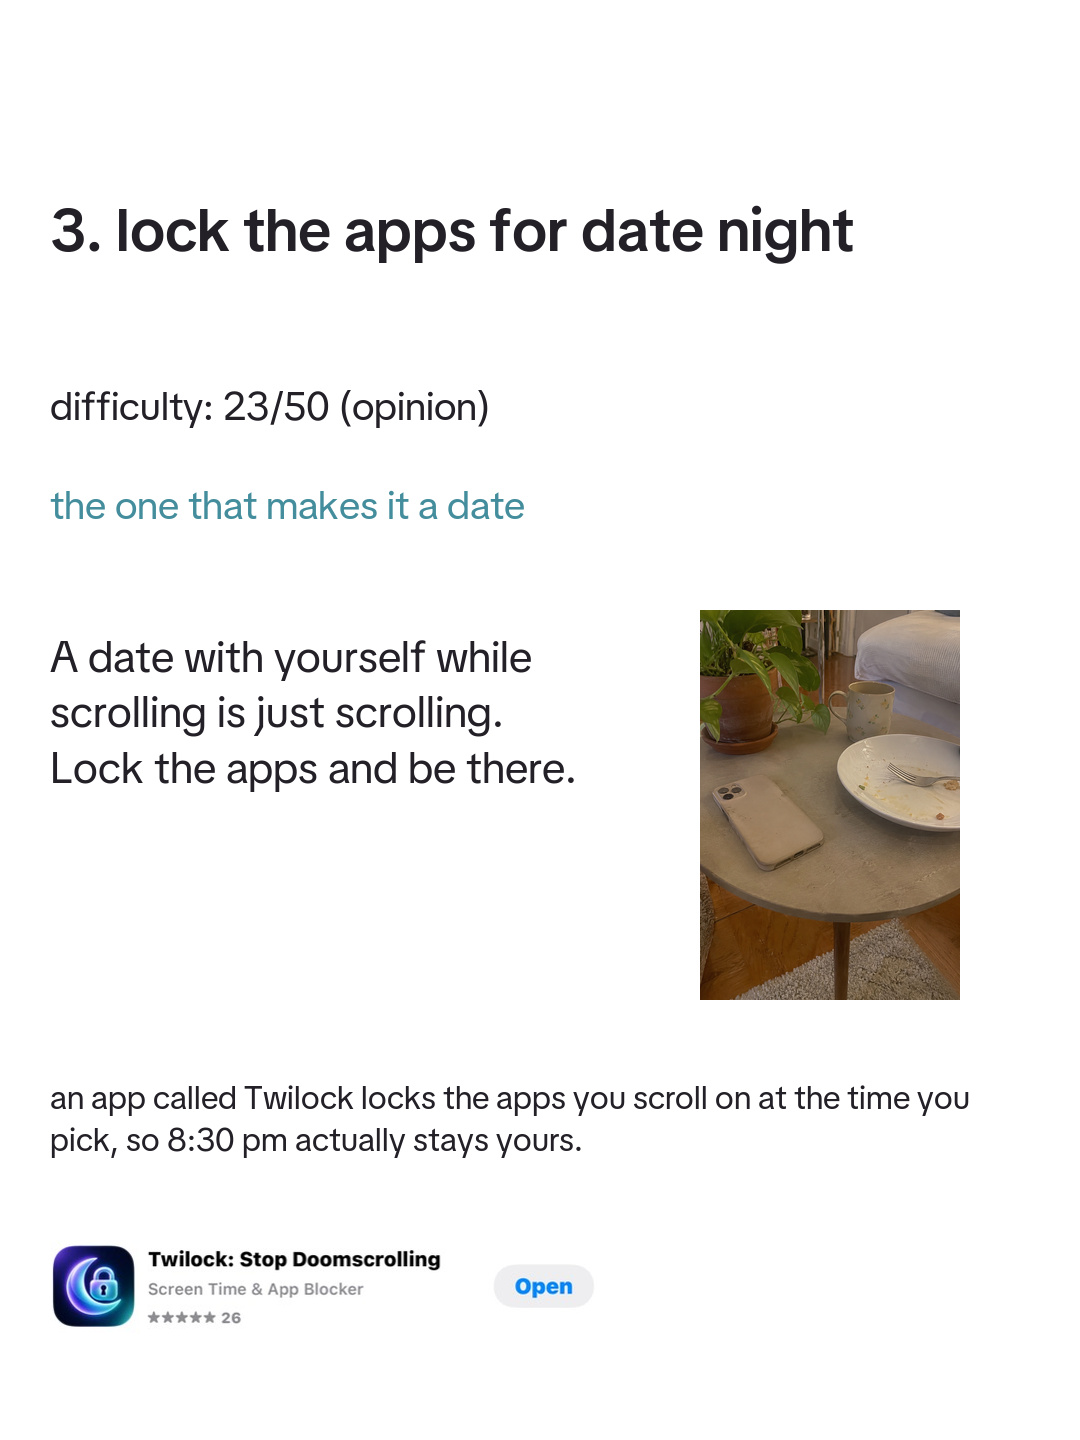 3. lock the apps for date night
difficulty: 23/50 (opinion)
the one that makes it a date
A date with yourself while
scrolling is just scrolling.
Lock the apps and be there.
an app called Twilock locks the apps you scroll on at the time you
pick, so 8:30 pm actually stays yours.
Twilock: Stop Doomscrolling
Screen Time & App Blocker
★★★★★ 26
Open